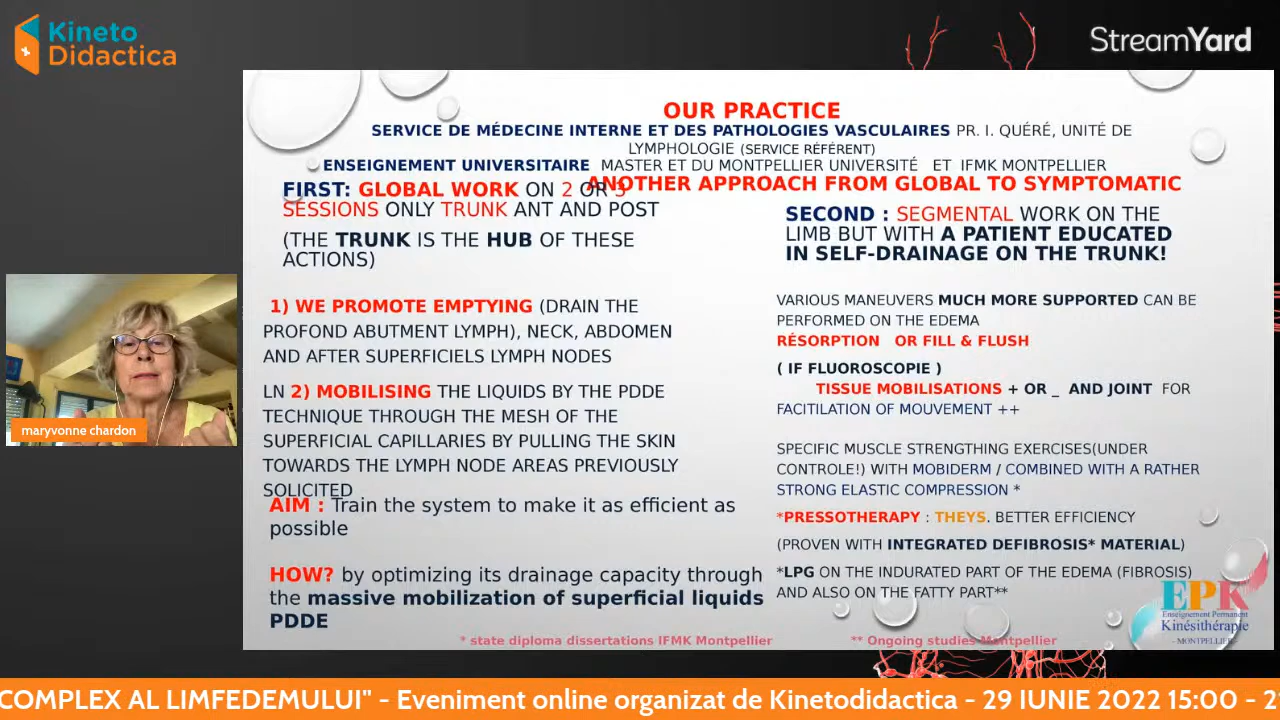 Kineto
Didactica
StreamYard
OUR PRACTICE
SERVICE DE MÉDECINE INTERNE ET DES PATHOLOGIES VASCULAIRES PR. I. QUÉRÉ, UNITÉ DE
LYMPHOLOGIE (SERVICE RÉFÉRENT)
ENSEIGNEMENT UNIVERSITAIRE MASTER ET DU MONTPELLIER UNIVERSITÉ ET IFMK MONTPELLIER
ANOTHER APPROACH FROM GLOBAL TO SYMPTOMATIC
FIRST: GLOBAL WORK ON 2 OR 3
SESSIONS ONLY TRUNK ANT AND POST
(THE TRUNK IS THE HUB OF THESE
ACTIONS)
1) WE PROMOTE EMPTYING (DRAIN THE
PROFOND ABUTMENT LYMPH), NECK, ABDOMEN
AND AFTER SUPERFICIELS LYMPH NODES
LN 2) MOBILISING THE LIQUIDS BY THE PDDE
TECHNIQUE THROUGH THE MESH OF THE
SUPERFICIAL CAPILLARIES BY PULLING THE SKIN
TOWARDS THE LYMPH NODE AREAS PREVIOUSLY
SOLICITED
AIM : Train the system to make it as efficient as
possible
HOW? by optimizing its drainage capacity through
the massive mobilization of superficial liquids
PDDE
SECOND : SEGMENTAL WORK ON THE
LIMB BUT WITH A PATIENT EDUCATED
IN SELF-DRAINAGE ON THE TRUNK!
VARIOUS MANEUVERS MUCH MORE SUPPORTED CAN BE
PERFORMED ON THE EDEMA
RÉSORPTION OR FILL & FLUSH
( IF FLUOROSCOPIE )
TISSUE MOBILISATIONS + OR _ AND JOINT FOR
FACITILATION OF MOUVEMENT ++
SPECIFIC MUSCLE STRENGTHING EXERCISES(UNDER
CONTROLE!) WITH MOBIDERM / COMBINED WITH A RATHER
STRONG ELASTIC COMPRESSION *
*PRESSOTHERAPY : THEYS. BETTER EFFICIENCY
(PROVEN WITH INTEGRATED DEFIBROSIS* MATERIAL)
*LPG ON THE INDURATED PART OF THE EDEMA (FIBROSIS)
AND ALSO ON THE FATTY PART**
* state diploma dissertations IFMK Montpellier
** Ongoing studies Montpellier
EPK
Enseignement Permanent
Kinésithérapie
- MONTPELLIER -
maryvonne chardon
COMPLEX AL LIMFEDEMULUI" - Eveniment online organizat de Kinetodidactica - 29 IUNIE 2022 15:00 - 2